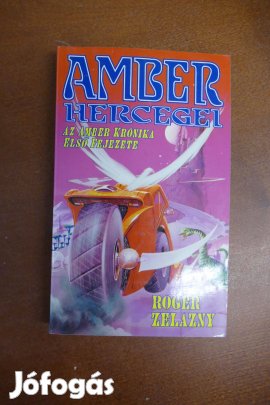 AMBER
HERCEGEI
AZ AMBER KRÓNIKA
ELSŐ FEJEZETE
ROGER
ZELAZNY
Jófogás